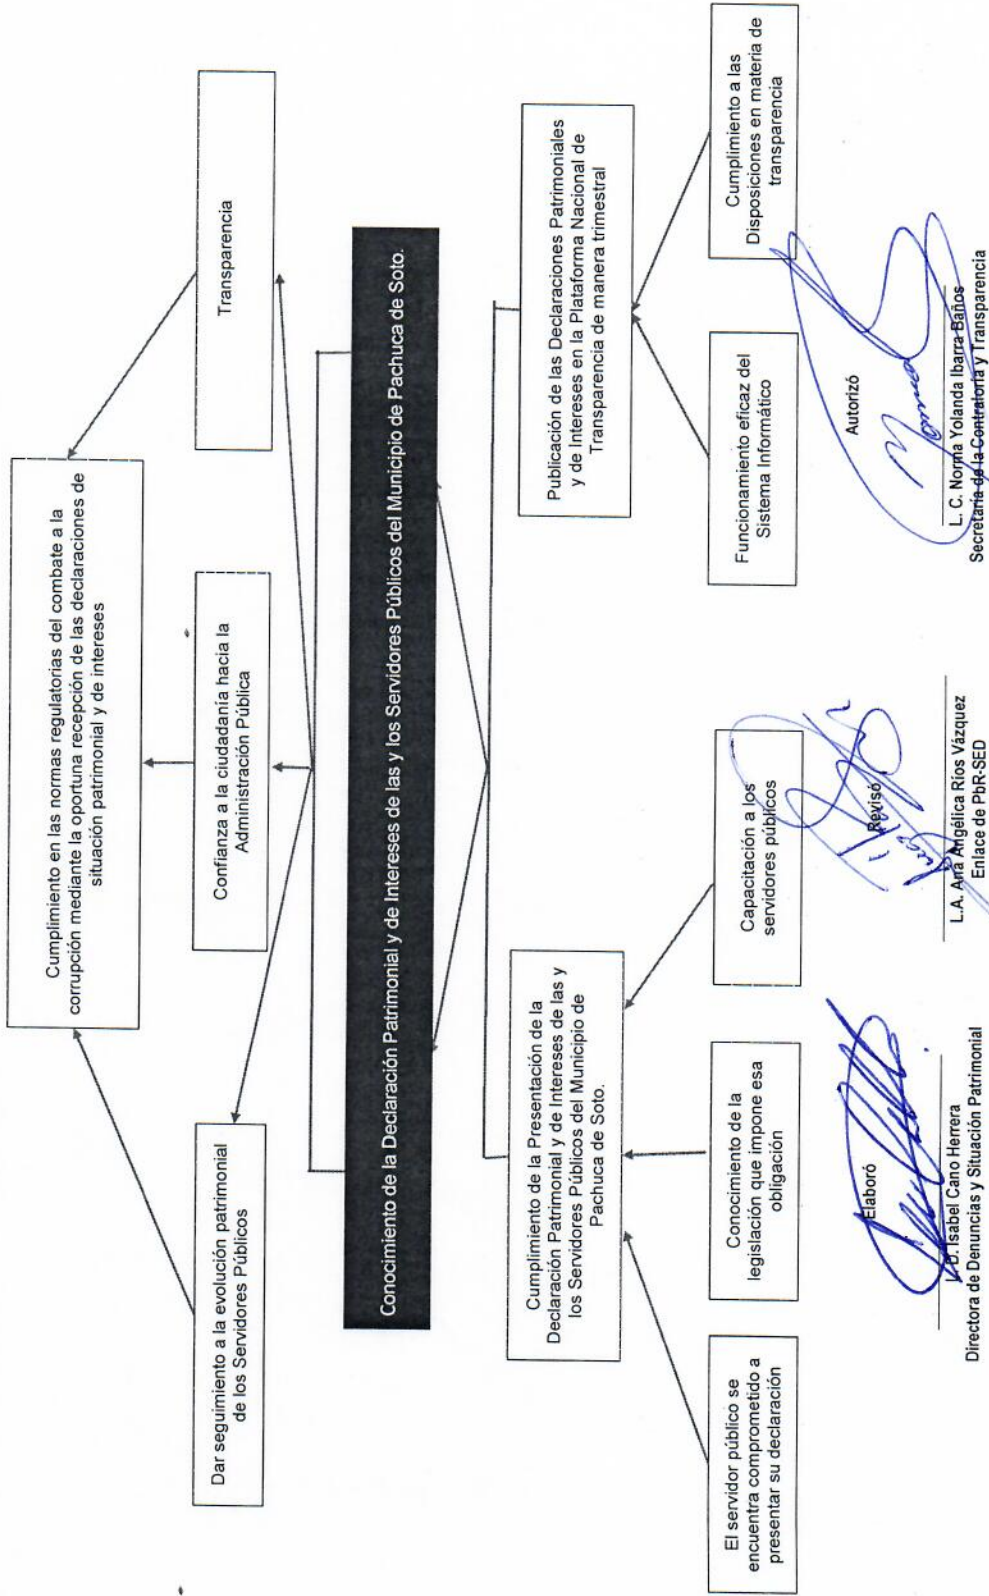 Cumplimiento en las normas regulatorias del combate a la
corrupción mediante la oportuna recepción de las declaraciones de
situación patrimonial y de intereses
Dar seguimiento a la evolución patrimonial
de los Servidores Públicos
Confianza a la ciudadanía hacia la
Administración Pública
Transparencia
Conocimiento de la Declaración Patrimonial y de Intereses de las y los Servidores Públicos del Municipio de Pachuca de Soto.
Cumplimiento de la Presentación de la
Declaración Patrimonial y de Intereses de las y
los Servidores Públicos del Municipio de
Pachuca de Soto.
Publicación de las Declaraciones Patrimoniales
y de Intereses en la Plataforma Nacional de
Transparencia de manera trimestral
El servidor público se
encuentra comprometido a
presentar su declaración
Conocimiento de la
legislación que impone esa
obligación
Capacitación a los
servidores públicos
Funcionamiento eficaz del
Sistema Informático
Cumplimiento a las
Disposiciones en materia de
transparencia
Elaboró
L.D. Isabel Cano Herrera
Directora de Denuncias y Situación Patrimonial
Revisó
L.A. Ana Angélica Ríos Vázquez
Enlace de PbR-SED
Autorizó
L. C. Norma Yolanda Ibarra Baños
Secretaria de la Contraloría y Transparencia